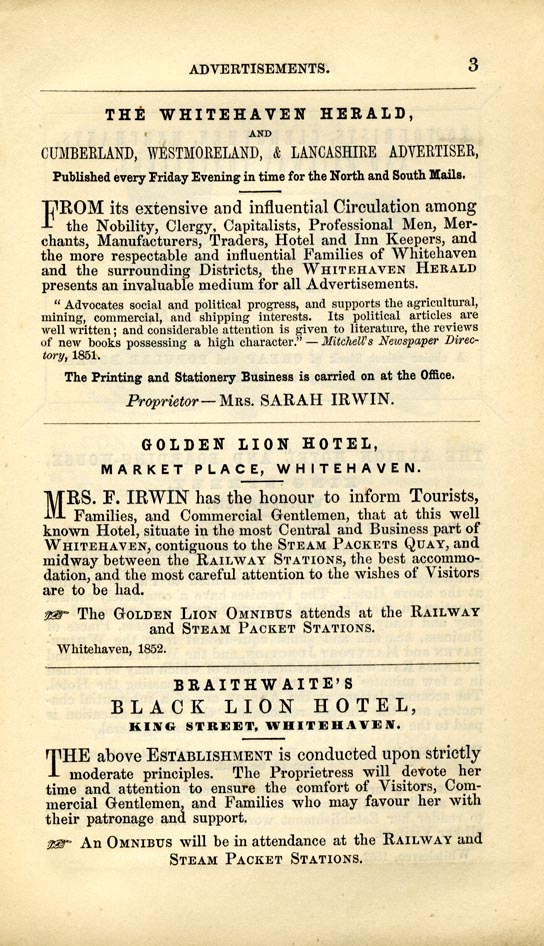 ADVERTISEMENTS. 3
THE WHITEHAVEN HERALD,
AND
CUMBERLAND, WESTMORELAND, & LANCASHIRE ADVERTISER,
Published every Friday Evening in time for the North and South Mails.
FROM its extensive and influential Circulation among
the Nobility, Clergy, Capitalists, Professional Men, Mer-
chants, Manufacturers, Traders, Hotel and Inn Keepers, and
the more respectable and influential Families of Whitehaven
and the surrounding Districts, the WHITEHAVEN HERALD
presents an invaluable medium for all Advertisements.
"Advocates social and political progress, and supports the agricultural,
mining, commercial, and shipping interests. Its political articles are
well written; and considerable attention is given to literature, the reviews
of new books possessing a high character."—Mitchell's Newspaper Direc-
tory, 1851.
The Printing and Stationery Business is carried on at the Office.
Proprietor—MRS. SARAH IRWIN.
GOLDEN LION HOTEL,
MARKET PLACE, WHITEHAVEN.
MRS. F. IRWIN has the honour to inform Tourists,
Families, and Commercial Gentlemen, that at this well
known Hotel, situate in the most Central and Business part of
WHITEHAVEN, contiguous to the STEAM PACKETS QUAY, and
midway between the RAILWAY STATIONS, the best accommo-
dation, and the most careful attention to the wishes of Visitors
are to be had.
☞ The GOLDEN LION OMNIBUS attends at the RAILWAY
and STEAM PACKET STATIONS.
Whitehaven, 1852.
BRAITHWAITE'S
BLACK LION HOTEL,
KING STREET, WHITEHAVEN.
THE above ESTABLISHMENT is conducted upon strictly
moderate principles. The Proprietress will devote her
time and attention to ensure the comfort of Visitors, Com-
mercial Gentlemen, and Families who may favour her with
their patronage and support.
☞ An OMNIBUS will be in attendance at the RAILWAY and
STEAM PACKET STATIONS.